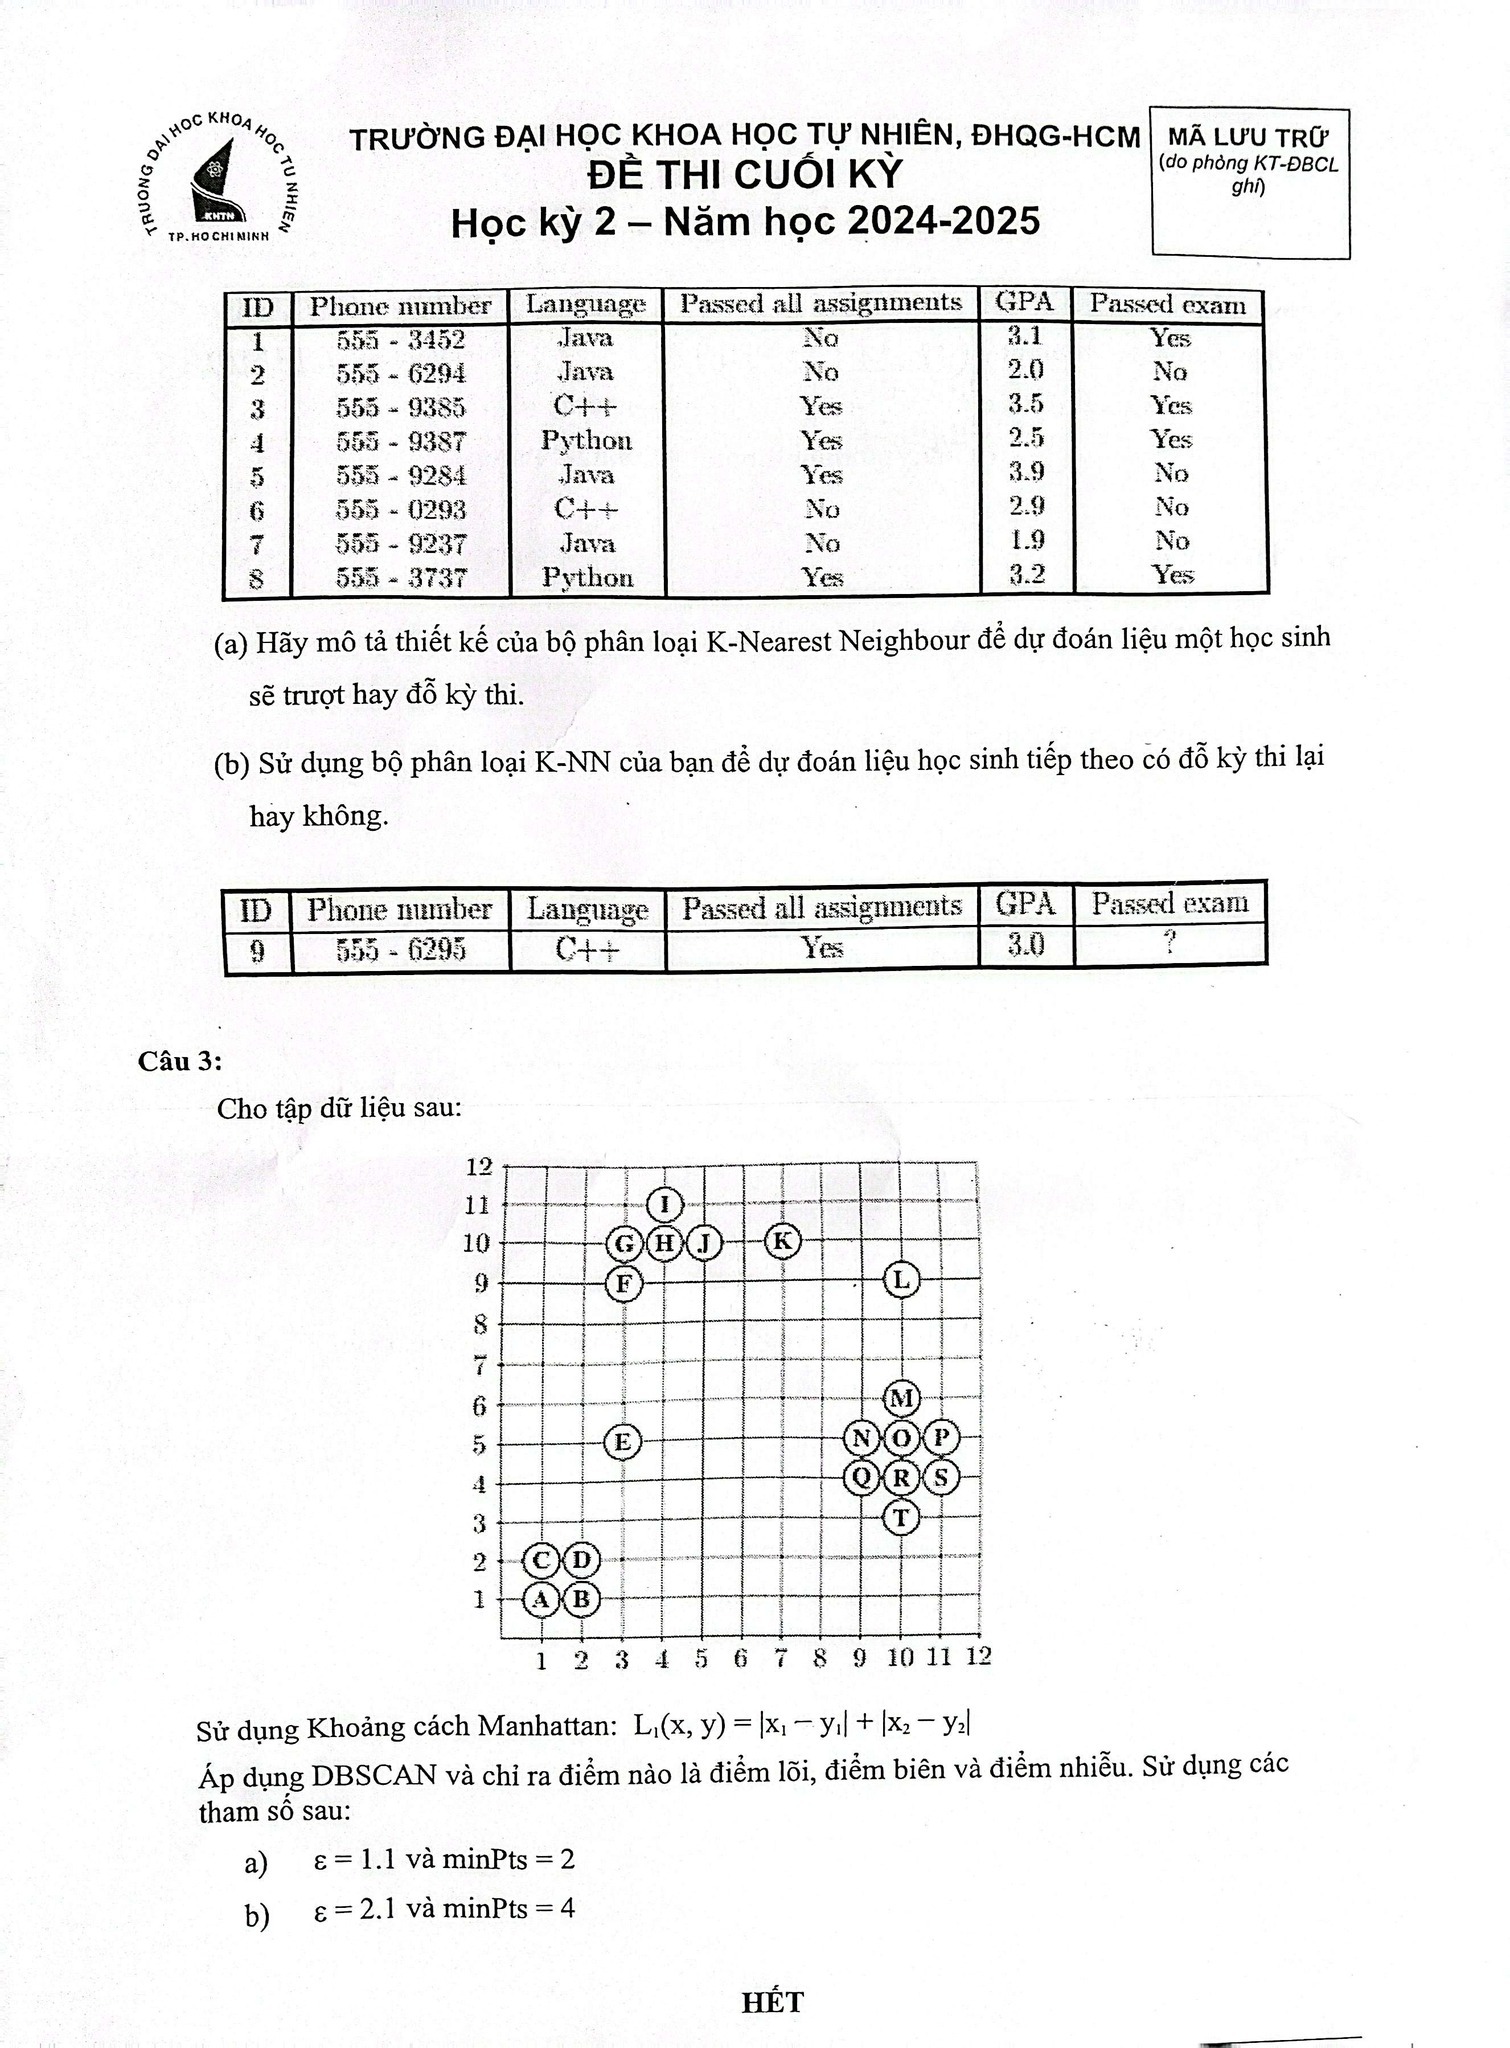 TRƯỜNG ĐẠI HỌC KHOA HỌC TỰ NHIÊN
KHTN
TP. HO CHI MINH
TRƯỜNG ĐẠI HỌC KHOA HỌC TỰ NHIÊN, ĐHQG-HCM
ĐỀ THI CUỐI KỲ
Học kỳ 2 – Năm học 2024-2025
MÃ LƯU TRỮ
(do phòng KT-ĐBCL
ghi)
ID Phone number Language Passed all assignments GPA Passed exam
1 555 - 3452 Java No 3.1 Yes
2 555 - 6294 Java No 2.0 No
3 555 - 9385 C++ Yes 3.5 Yes
4 555 - 9387 Python Yes 2.5 Yes
5 555 - 9284 Java Yes 3.9 No
6 555 - 0293 C++ No 2.9 No
7 555 - 9237 Java No 1.9 No
8 555 - 3737 Python Yes 3.2 Yes
(a) Hãy mô tả thiết kế của bộ phân loại K-Nearest Neighbour để dự đoán liệu một học sinh
sẽ trượt hay đỗ kỳ thi.
(b) Sử dụng bộ phân loại K-NN của bạn để dự đoán liệu học sinh tiếp theo có đỗ kỳ thi lại
hay không.
ID Phone number Language Passed all assignments GPA Passed exam
9 555 - 6295 C++ Yes 3.0 ?
Câu 3:
Cho tập dữ liệu sau:
12
11 I
10 G H J K
9 F L
8
7
6 M
5 E N O P
4 Q R S
3 T
2 C D
1 A B
1 2 3 4 5 6 7 8 9 10 11 12
Sử dụng Khoảng cách Manhattan: L₁(x, y) = |x₁ – y₁| + |x₂ – y₂|
Áp dụng DBSCAN và chỉ ra điểm nào là điểm lõi, điểm biên và điểm nhiễu. Sử dụng các
tham số sau:
a) ε = 1.1 và minPts = 2
b) ε = 2.1 và minPts = 4
HẾT